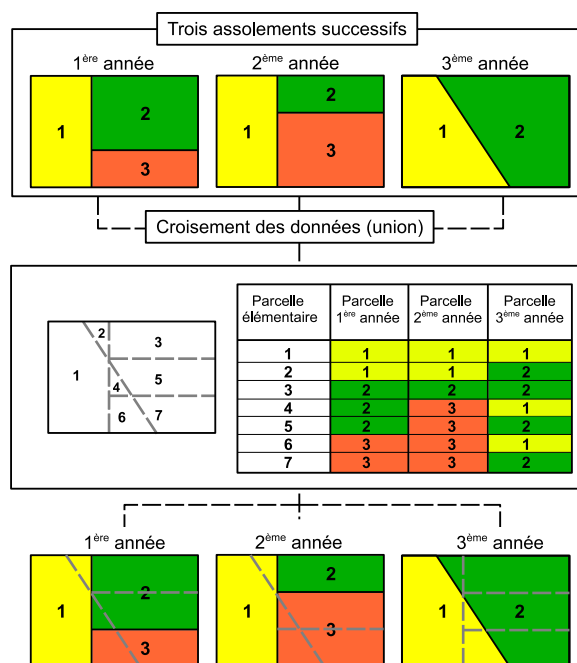 Trois assolements successifs
1ère année 2ème année 3ème année
1 2 3 1 2 3 1 2
Croisement des données (union)
1 2 3 4 5 6 7
Parcelle élémentaire Parcelle 1ère année Parcelle 2ème année Parcelle 3ème année
1 1 1 1
2 1 1 2
3 2 2 2
4 2 3 1
5 2 3 2
6 3 3 1
7 3 3 2
1ère année 2ème année 3ème année
1 2 3 1 2 3 1 2